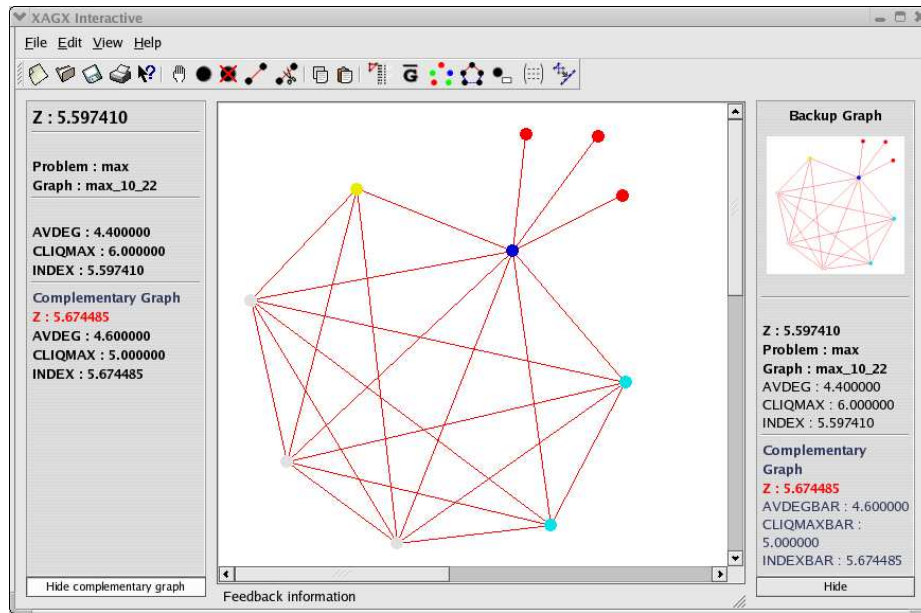 XAGX Interactive
File Edit View Help
G
Z : 5.597410
Problem : max
Graph : max_10_22
AVDEG : 4.400000
CLIQMAX : 6.000000
INDEX : 5.597410
Complementary Graph
Z : 5.674485
AVDEG : 4.600000
CLIQMAX : 5.000000
INDEX : 5.674485
Hide complementary graph
Feedback information
Backup Graph
Z : 5.597410
Problem : max
Graph : max_10_22
AVDEG : 4.400000
CLIQMAX : 6.000000
INDEX : 5.597410
Complementary
Graph
Z : 5.674485
AVDEGBAR : 4.600000
CLIQMAXBAR :
5.000000
INDEXBAR : 5.674485
Hide